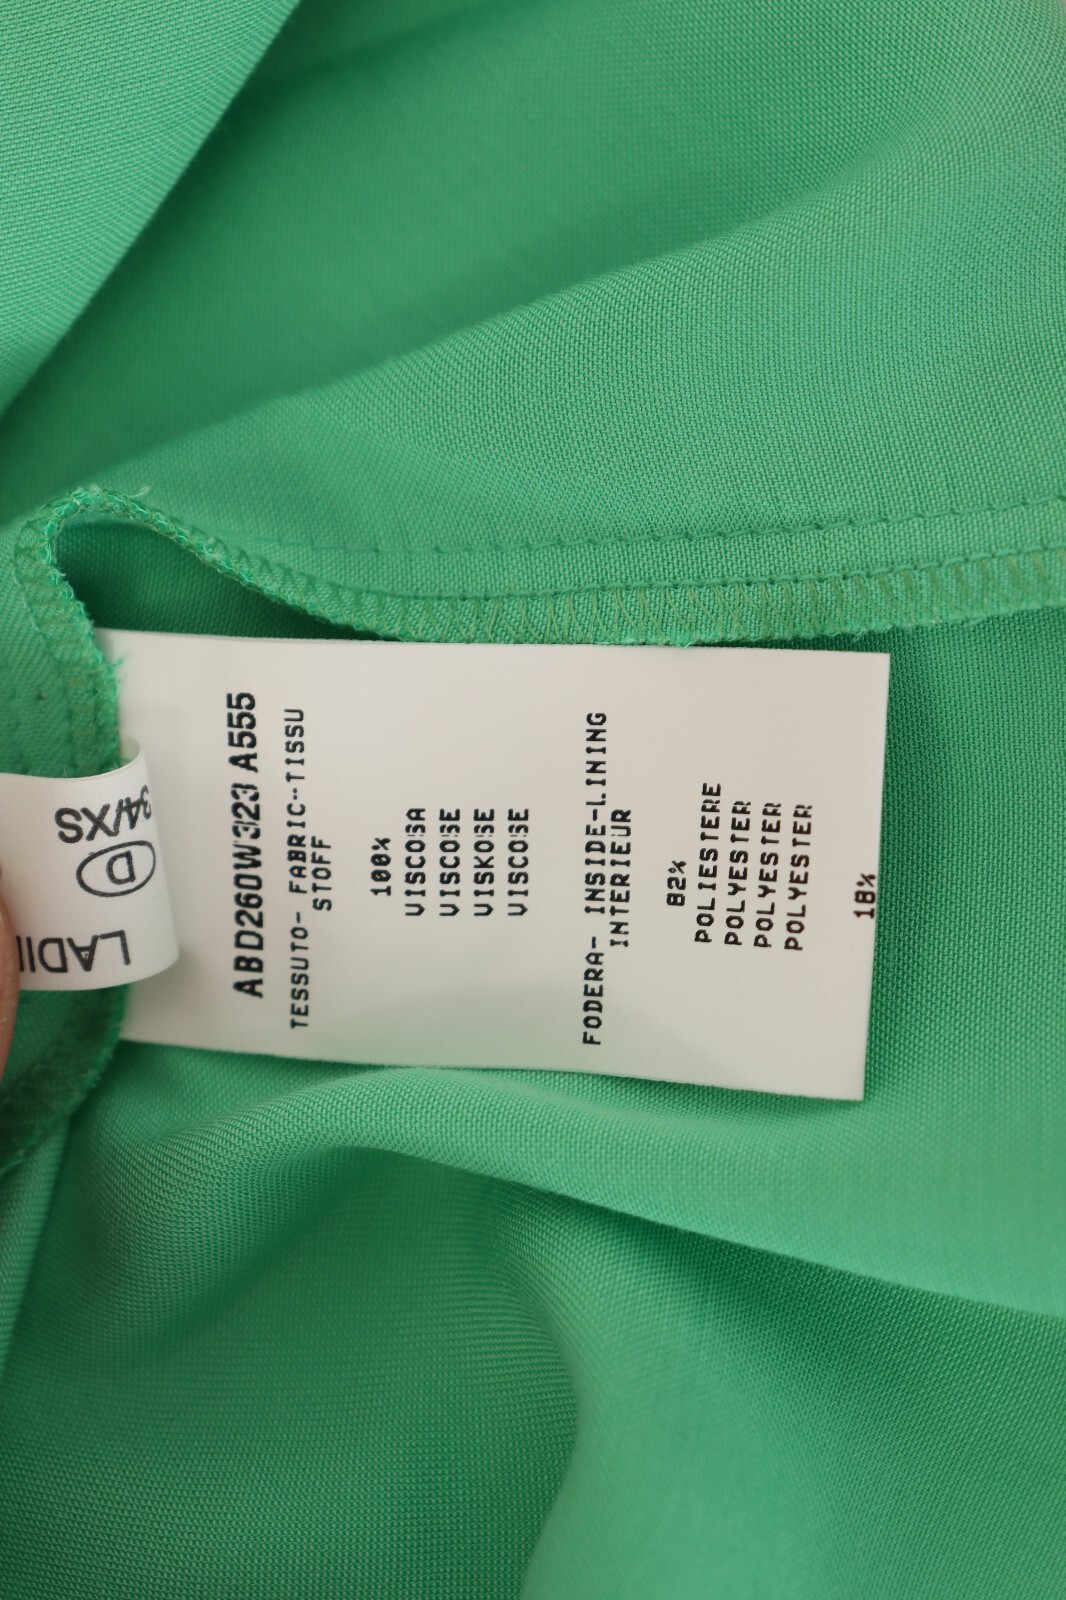 ABD260W323 A555
TESSUTO- FABRIC--TISSU
STOFF
100%
VISCOSA
VISCOSE
VISKOSE
VISCOSE
FODERA- INSIDE-LINING
INTERIEUR
82%
POLIESTERE
POLYESTER
POLYESTER
POLYESTER
18%
34/XS
D